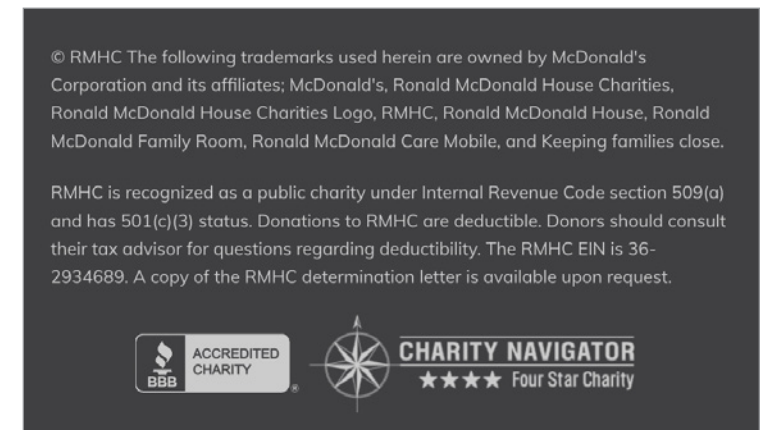 © RMHC The following trademarks used herein are owned by McDonald's
Corporation and its affiliates; McDonald's, Ronald McDonald House Charities,
Ronald McDonald House Charities Logo, RMHC, Ronald McDonald House, Ronald
McDonald Family Room, Ronald McDonald Care Mobile, and Keeping families close.
RMHC is recognized as a public charity under Internal Revenue Code section 509(a)
and has 501(c)(3) status. Donations to RMHC are deductible. Donors should consult
their tax advisor for questions regarding deductibility. The RMHC EIN is 36-
2934689. A copy of the RMHC determination letter is available upon request.
BBB
ACCREDITED
CHARITY
®
CHARITY NAVIGATOR
★★★★ Four Star Charity